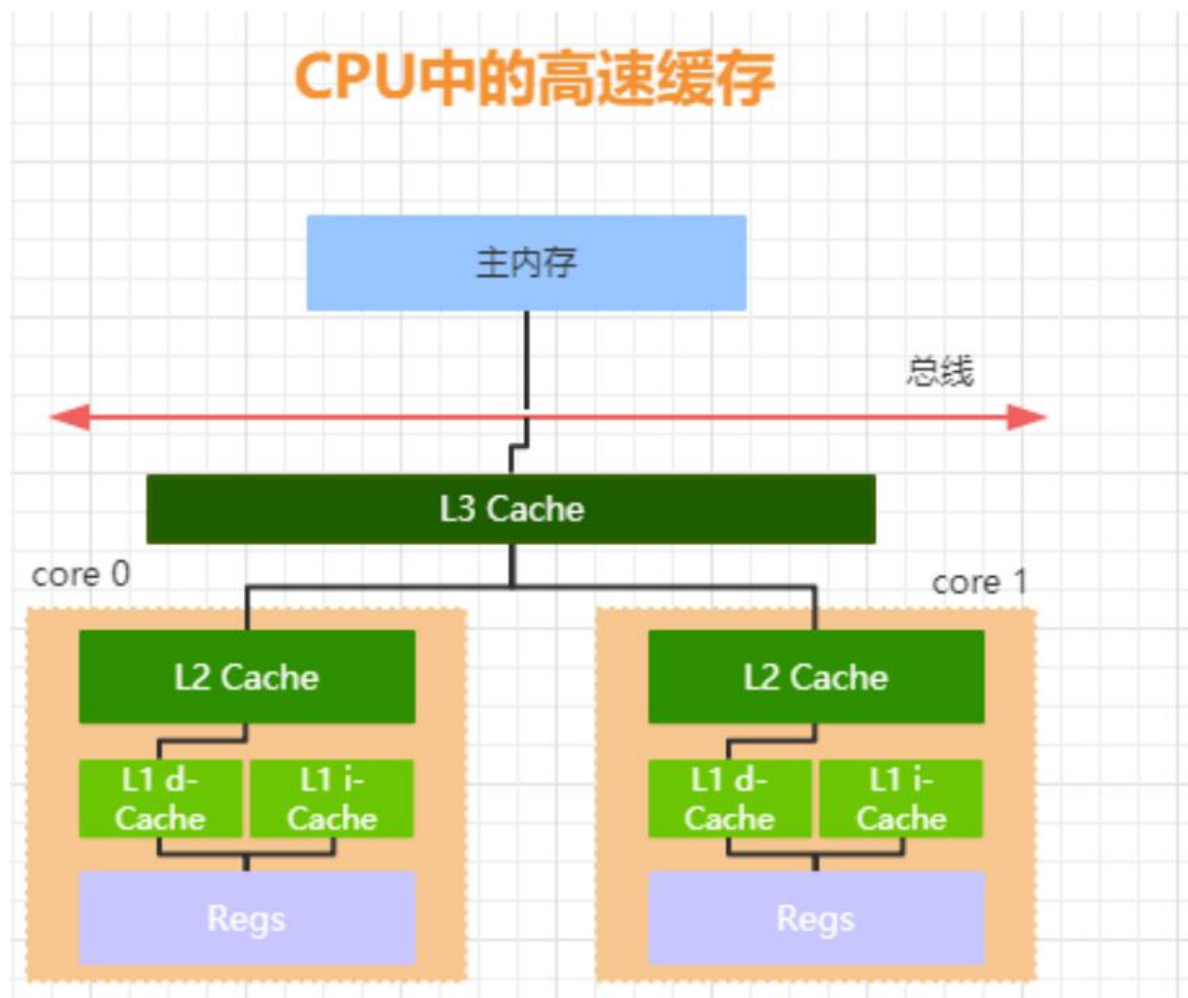 CPU中的高速缓存
主内存
总线
L3 Cache
core 0
core 1
L2 Cache
L2 Cache
L1 d-
Cache
L1 i-
Cache
L1 d-
Cache
L1 i-
Cache
Regs
Regs